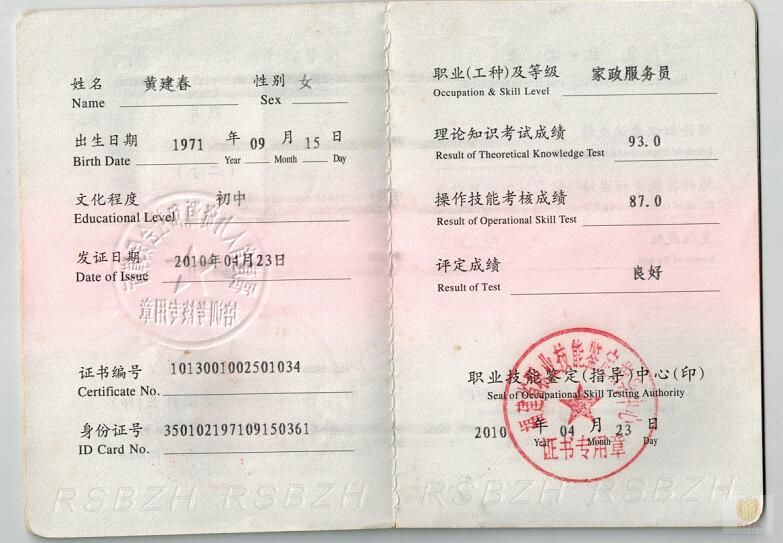 姓名 黄建春 性别 女
Name Sex
出生日期 1971 年 09 月 15 日
Birth Date Year Month Day
文化程度 初中
Educational Level
发证日期 2010年04月23日
Date of Issue
证书编号 1013001002501034
Certificate No.
身份证号 350102197109150361
ID Card No.
RSBZH RSBZH
职业(工种)及等级 家政服务员
Occupation & Skill Level
理论知识考试成绩 93.0
Result of Theoretical Knowledge Test
操作技能考核成绩 87.0
Result of Operational Skill Test
评定成绩 良好
Result of Test
职业技能鉴定(指导)中心(印)
Seal of Occupational Skill Testing Authority
2010 年 04 月 23 日
Year Month Day
证书专用章
RSBZH RSBZH